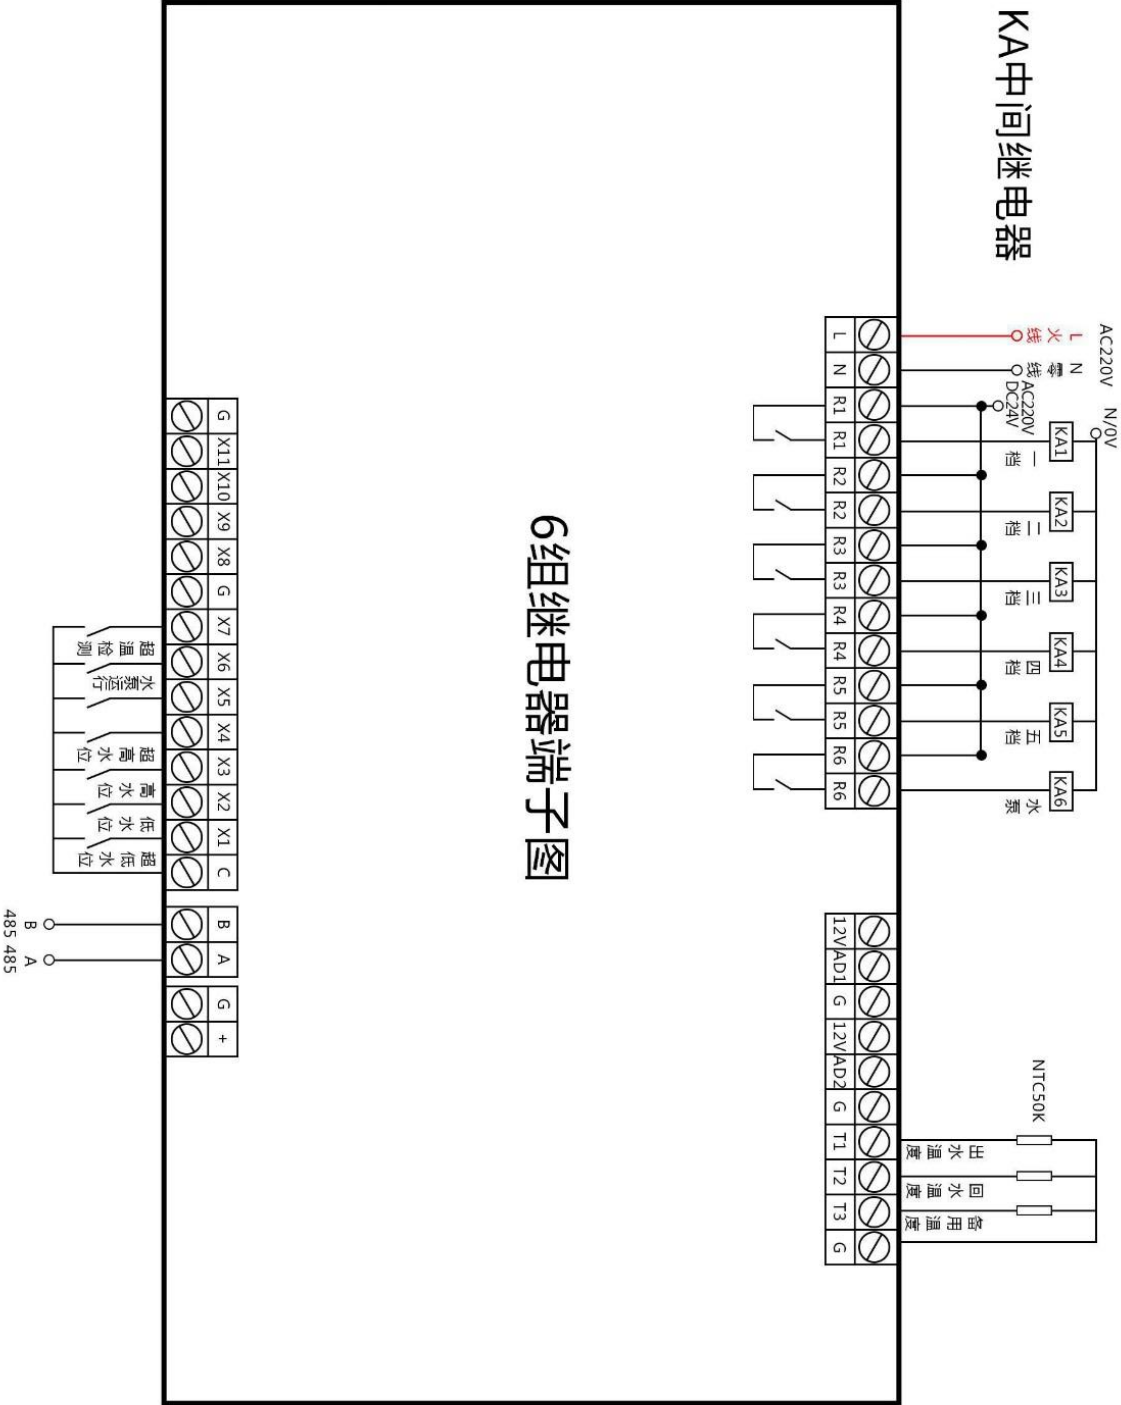 KA中间继电器
AC220V
N/0V
L 火线
N 零线
AC220V
DC24V
KA1
一档
KA2
二档
KA3
三档
KA4
四档
KA5
五档
KA6
水泵
L
N
R1
R1
R2
R2
R3
R3
R4
R4
R5
R5
R6
R6
12V
AD1
G
12V
AD2
G
T1
T2
T3
G
NTC50K
出水温度
回水温度
备用温度
6组继电器端子图
G
X11
X10
X9
X8
G
X7
X6
X5
X4
X3
X2
X1
C
B
A
G
+
超温检测
水泵运行
超高水位
高水位
低水位
超低水位
B A
485 485